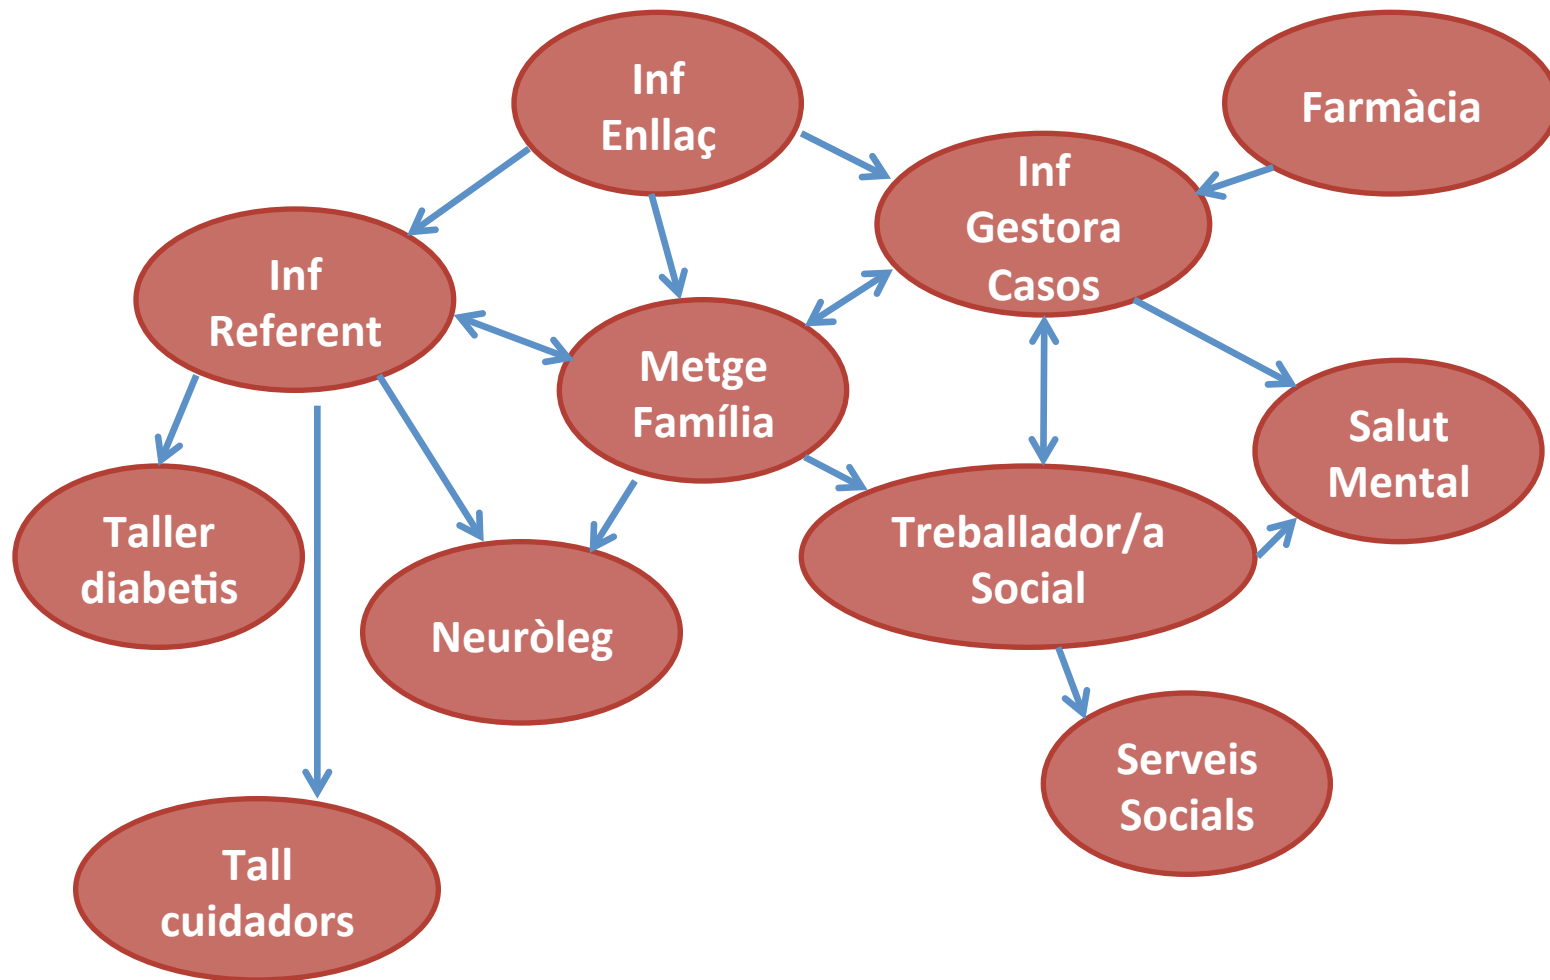 Inf
Enllaç
Farmàcia
Inf
Gestora
Casos
Inf
Referent
Metge
Família
Salut
Mental
Taller
diabetis
Neuròleg
Treballador/a
Social
Serveis
Socials
Tall
cuidadors